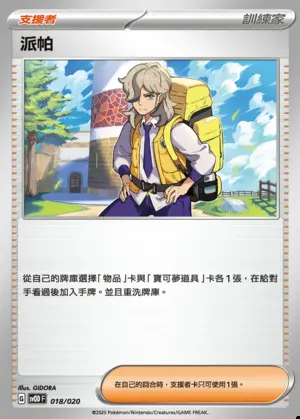 支援者
訓練家
派帕
從自己的牌庫選擇「物品」卡與「寶可夢道具」卡各1張,在給對
手看過後加入手牌。並且重洗牌庫。
illus. GIDORA
在自己的回合時,支援者卡只可使用1張。
G SVOD F 018/020
©2023 Pokémon/Nintendo/Creatures/GAME FREAK.